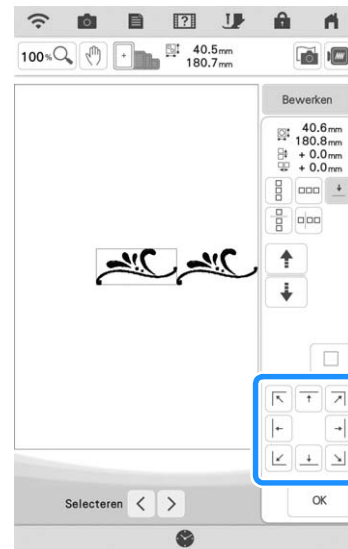 100%
40.5mm
180.7mm
Bewerken
40.6mm
180.8mm
+ 0.0mm
+ 0.0mm
Selecteren
OK